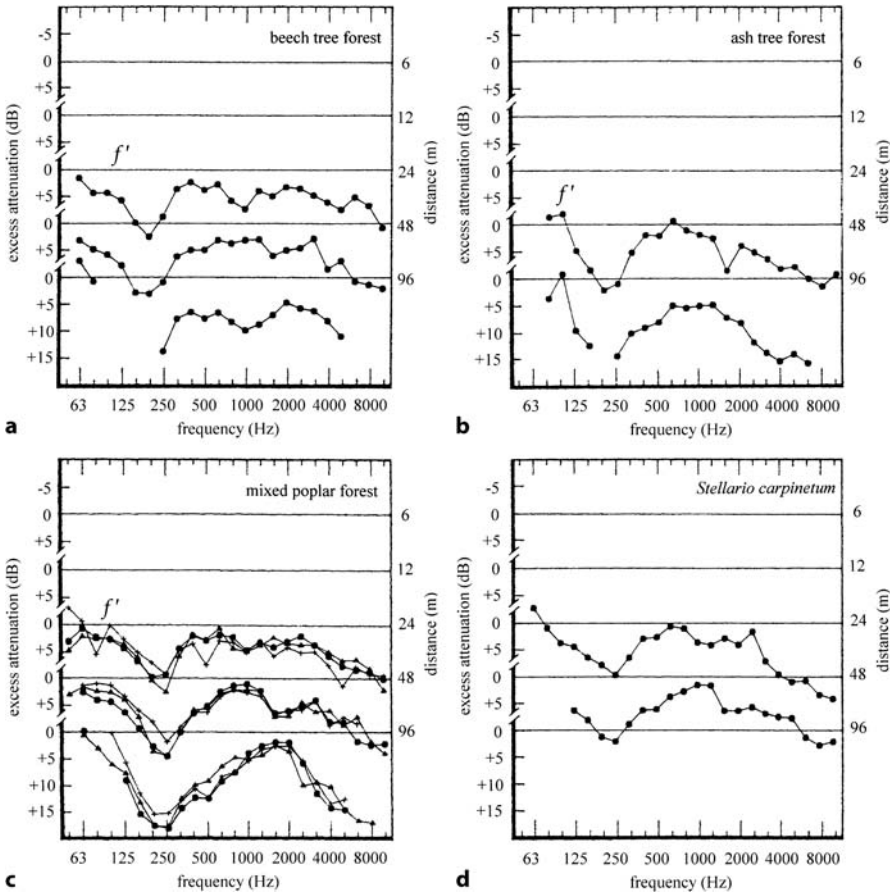 beech tree forest
-5
0
+5
0
+5
0
+5
0
+5
0
+5
+10
+15
6
12
24
48
96
excess attenuation (dB)
distance (m)
f'
63 125 250 500 1000 2000 4000 8000
frequency (Hz)
a
ash tree forest
-5
0
+5
0
+5
0
+5
0
+5
0
+5
+10
+15
6
12
24
48
96
excess attenuation (dB)
distance (m)
f'
63 125 250 500 1000 2000 4000 8000
frequency (Hz)
b
mixed poplar forest
-5
0
+5
0
+5
0
+5
0
+5
0
+5
+10
+15
6
12
24
48
96
excess attenuation (dB)
distance (m)
f'
63 125 250 500 1000 2000 4000 8000
frequency (Hz)
c
Stellario carpinetum
-5
0
+5
0
+5
0
+5
0
+5
0
+5
+10
+15
6
12
24
48
96
excess attenuation (dB)
distance (m)
63 125 250 500 1000 2000 4000 8000
frequency (Hz)
d